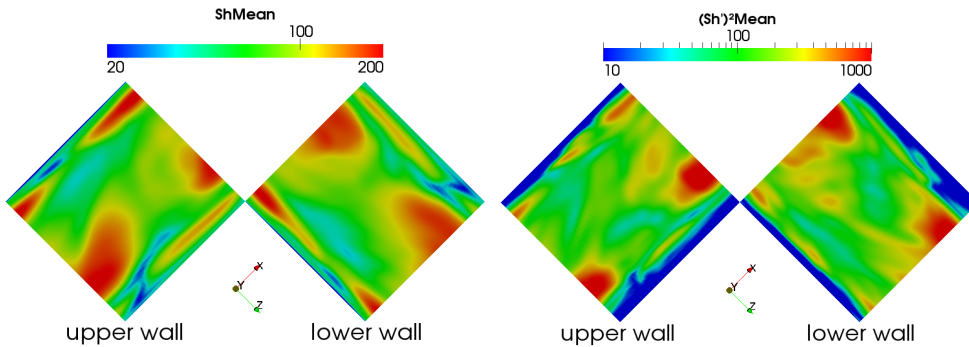 ShMean
100
20 200
upper wall lower wall
X
Y
Z
(Sh')²Mean
100
10 1000
upper wall lower wall
X
Y
Z